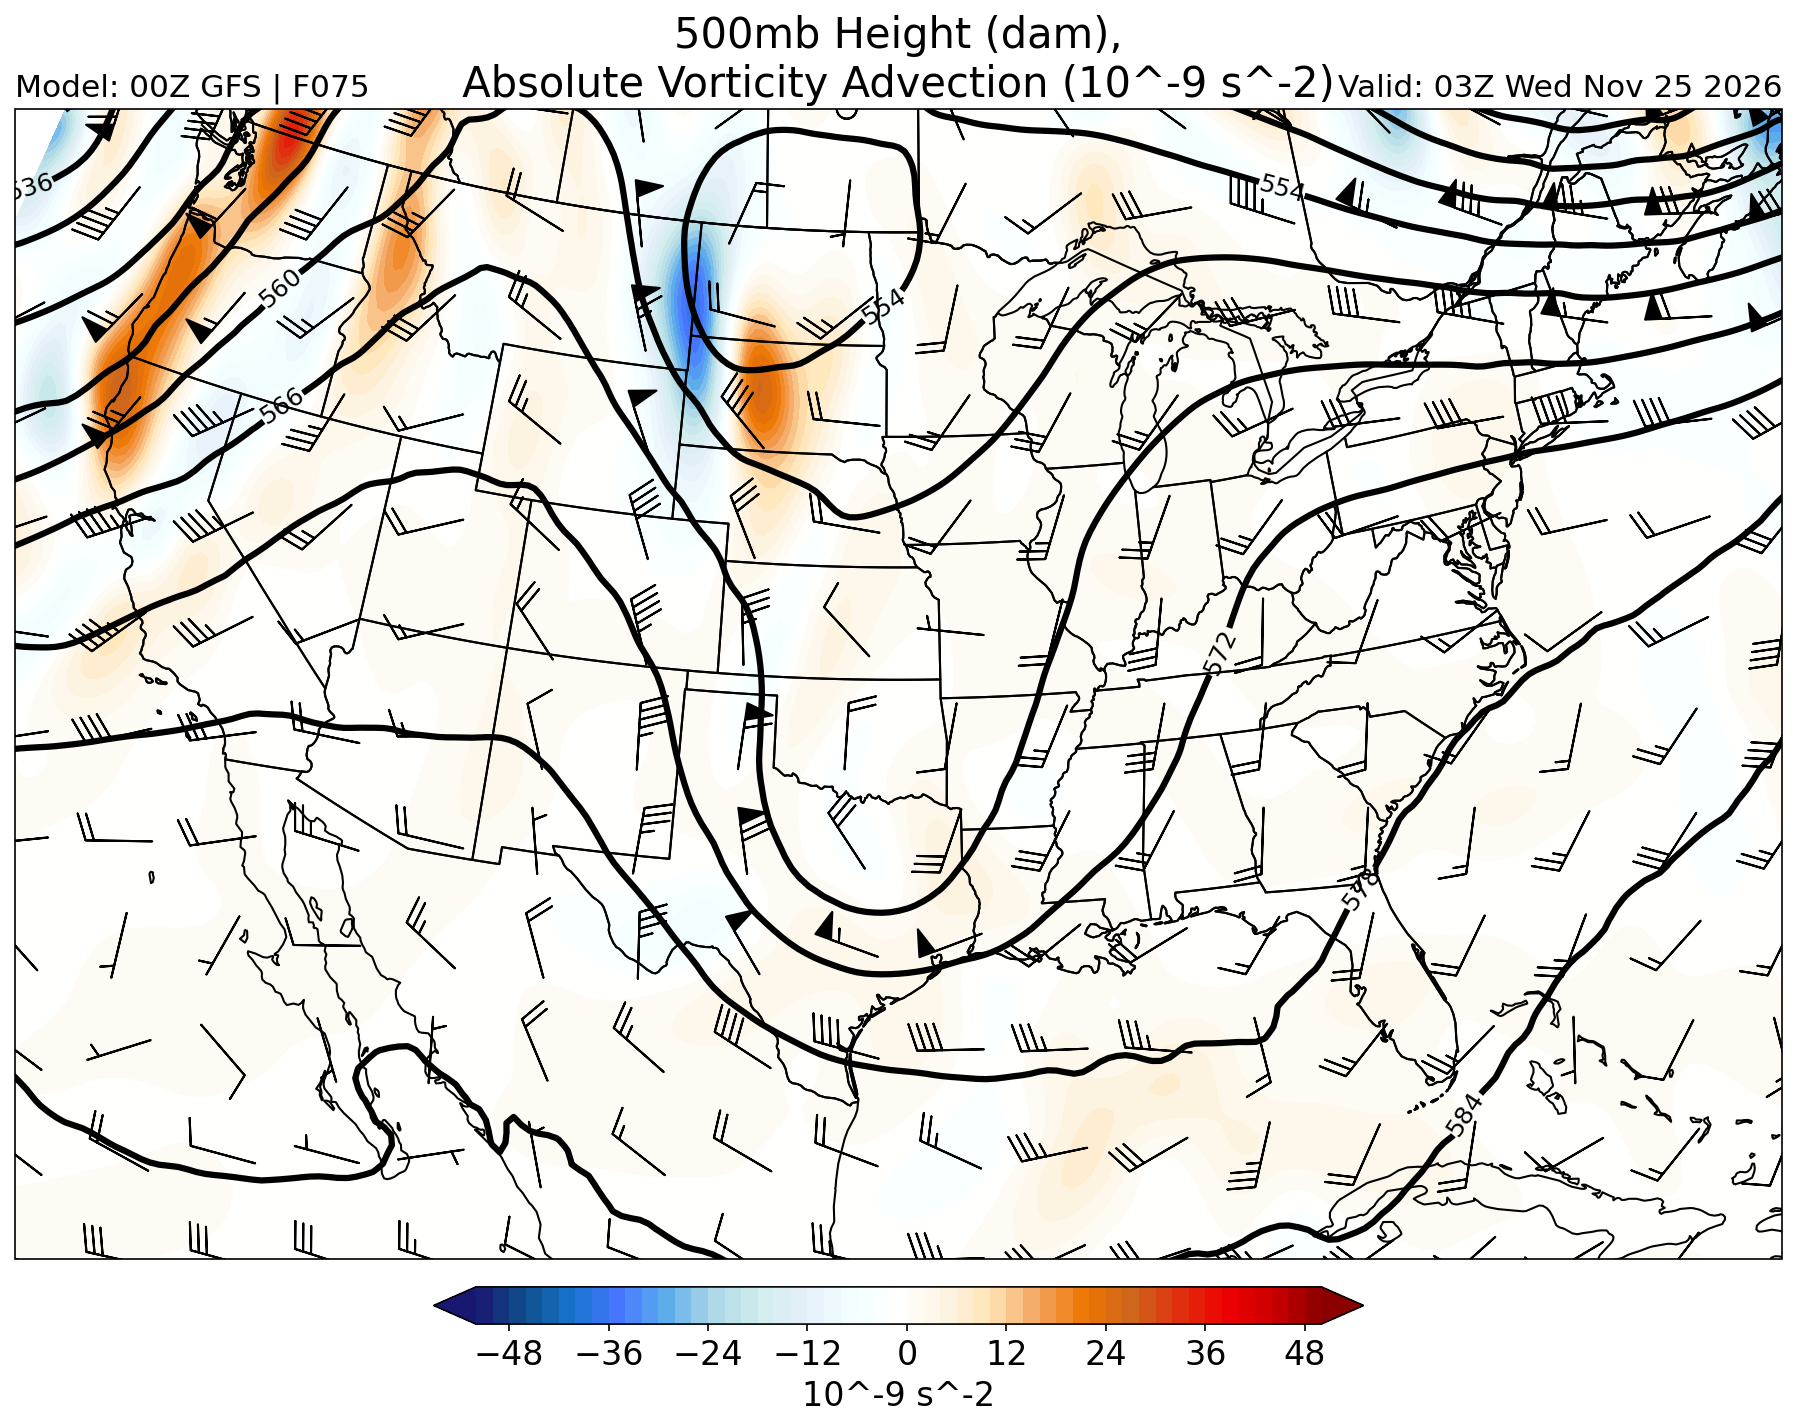 500mb Height (dam),
Model: 00Z GFS | F075
Absolute Vorticity Advection (10^-9 s^-2)
Valid: 03Z Wed Nov 25 2026
536
554
560
554
566
572
578
584
−48 −36 −24 −12 0 12 24 36 48
10^-9 s^-2